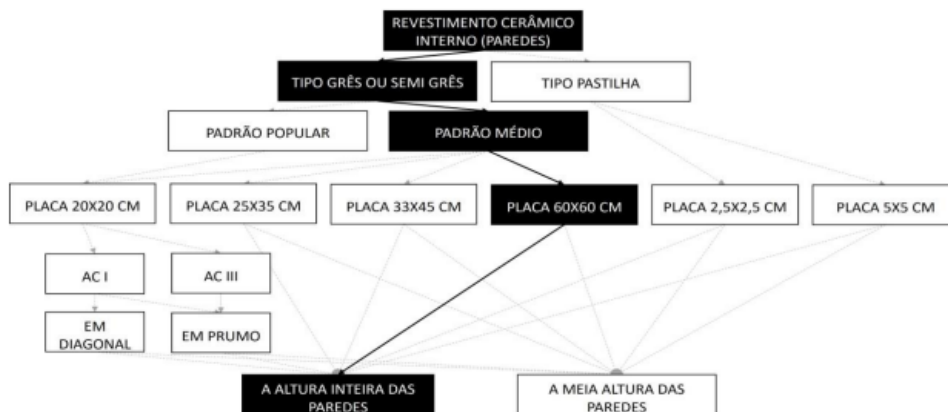 REVESTIMENTO CERÂMICO
INTERNO (PAREDES)
TIPO GRÊS OU SEMI GRÊS
TIPO PASTILHA
PADRÃO POPULAR
PADRÃO MÉDIO
PLACA 20X20 CM
PLACA 25X35 CM
PLACA 33X45 CM
PLACA 60X60 CM
PLACA 2,5X2,5 CM
PLACA 5X5 CM
AC I
AC III
EM
DIAGONAL
EM PRUMO
A ALTURA INTEIRA DAS
PAREDES
A MEIA ALTURA DAS
PAREDES